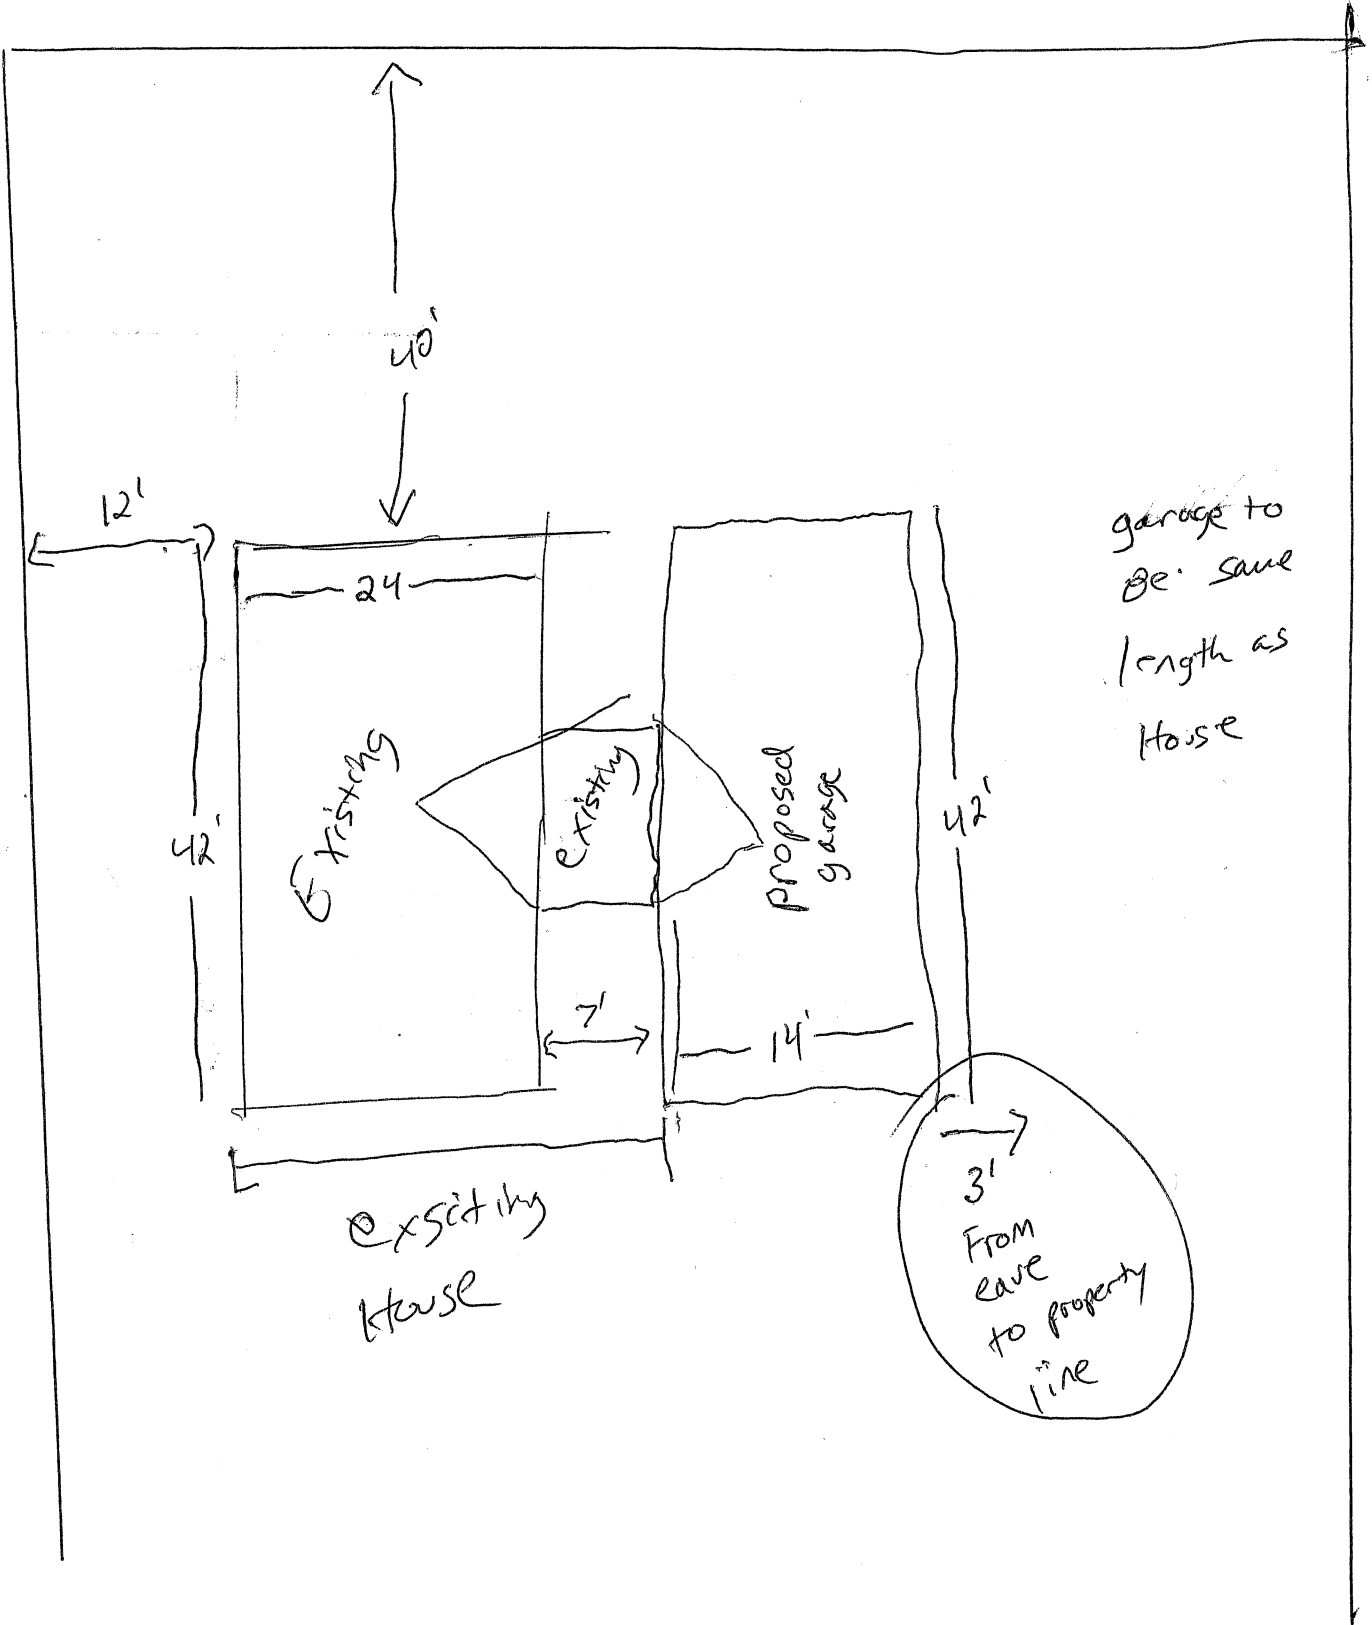 40'
12'
24
garage to
Be same
length as
House
Existing
existing
proposed
garage
42'
42'
7'
14'
exsiting
House
3'
From
eave
to property
line